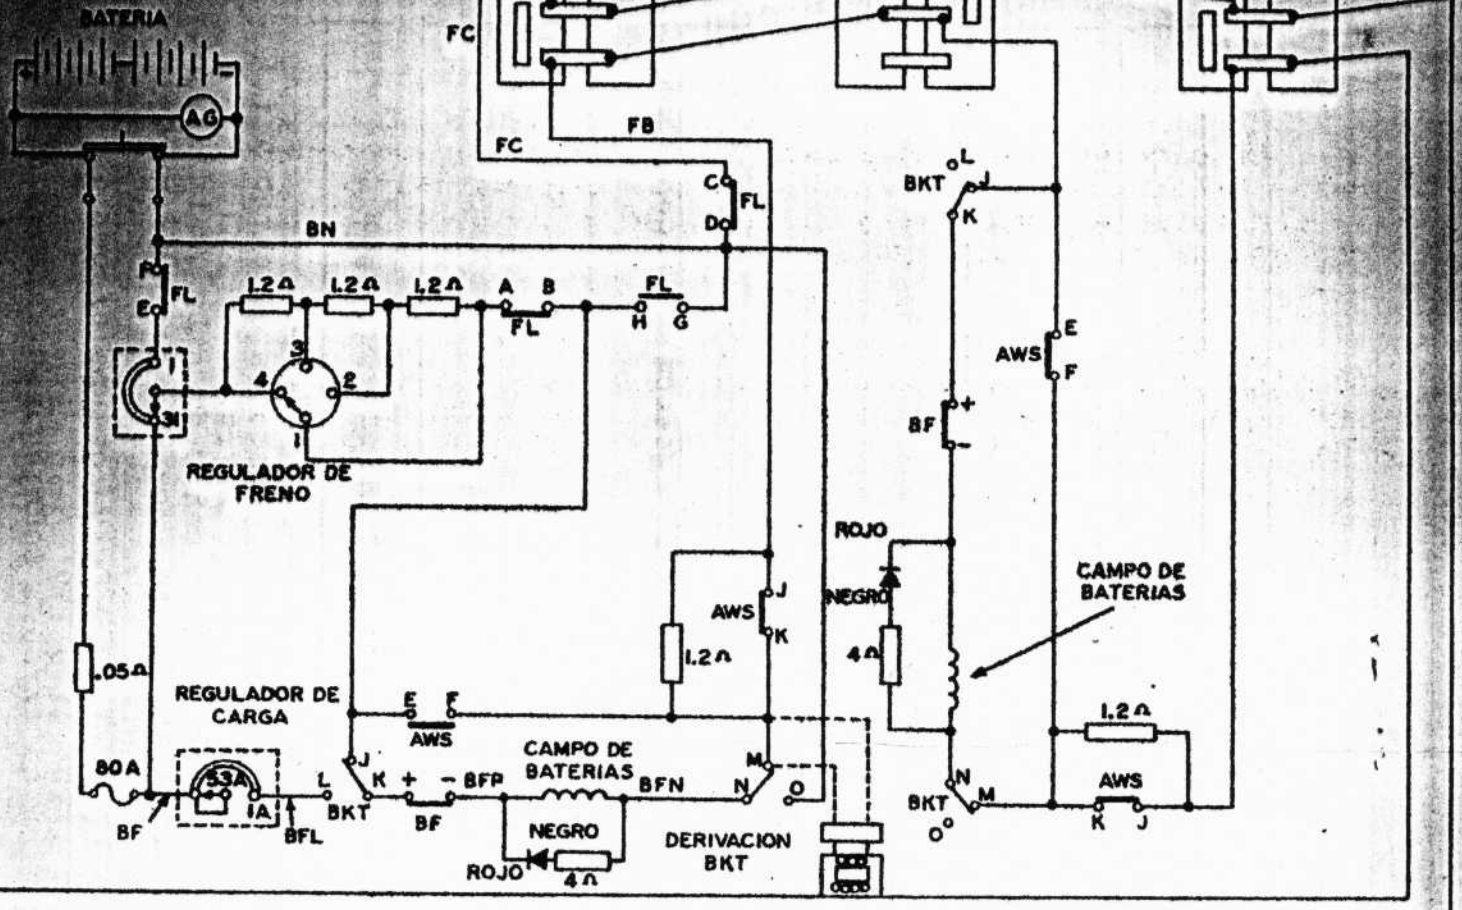 BATERIA
+
-
AG
FC
FB
FC
C
FL
D
BN
L
BKT
J
K
F
FL
E
1.2Ω
1.2Ω
1.2Ω
A
B
FL
FL
H
G
1
3
4
2
1
REGULADOR DE
FRENO
E
AWS
F
+
BF
-
ROJO
NEGRO
4Ω
CAMPO DE
BATERIAS
J
AWS
K
1.2Ω
.05Ω
REGULADOR DE
CARGA
E
F
AWS
1.2Ω
80A
53A
1A
BF
BFL
L
J
K
BKT
+
-
BF
BFP
CAMPO DE
BATERIAS
BFN
NEGRO
ROJO
4Ω
M
N
O
DERIVACION
BKT
N
BKT
M
O
AWS
K
J